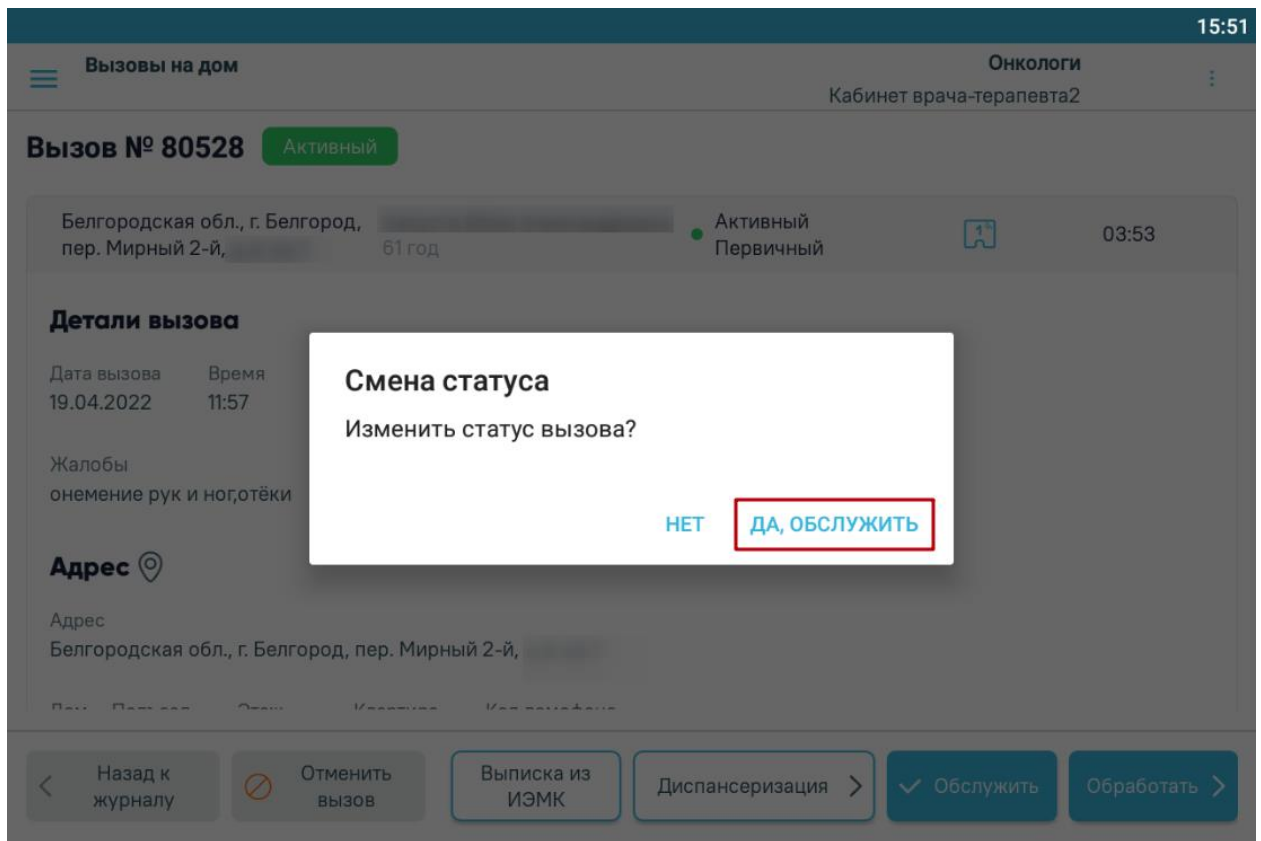 15:51
Вызовы на дом
Онкологи
Кабинет врача-терапевта2
Вызов № 80528
Активный
Белгородская обл., г. Белгород,
пер. Мирный 2-й,
61 год
Активный
Первичный
1
03:53
Детали вызова
Дата вызова Время
19.04.2022 11:57
Жалобы
онемение рук и ног,отёки
Смена статуса
Изменить статус вызова?
НЕТ ДА, ОБСЛУЖИТЬ
Адрес
Адрес
Белгородская обл., г. Белгород, пер. Мирный 2-й,
Назад к
журналу
Отменить
вызов
Выписка из
ИЭМК
Диспансеризация
Обслужить
Обработать